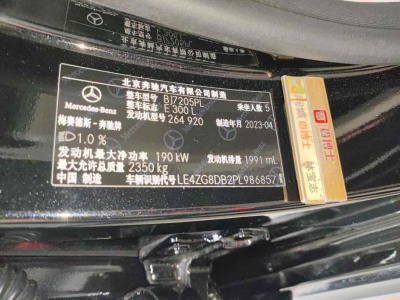 北京奔驰汽车有限公司制造
Mercedes-Benz
整车型号 BJ7205PL 乘坐人数 5
整车标志 E 300 L
发动机型号 264 920 制造年月 2023-04
梅赛德斯-奔驰牌
1.0 %
发动机最大净功率 190 kW 发动机排量 1991 mL
最大允许总质量 2350 kg
中国 制造 车辆识别代号 LE4ZG8DB2PL986857